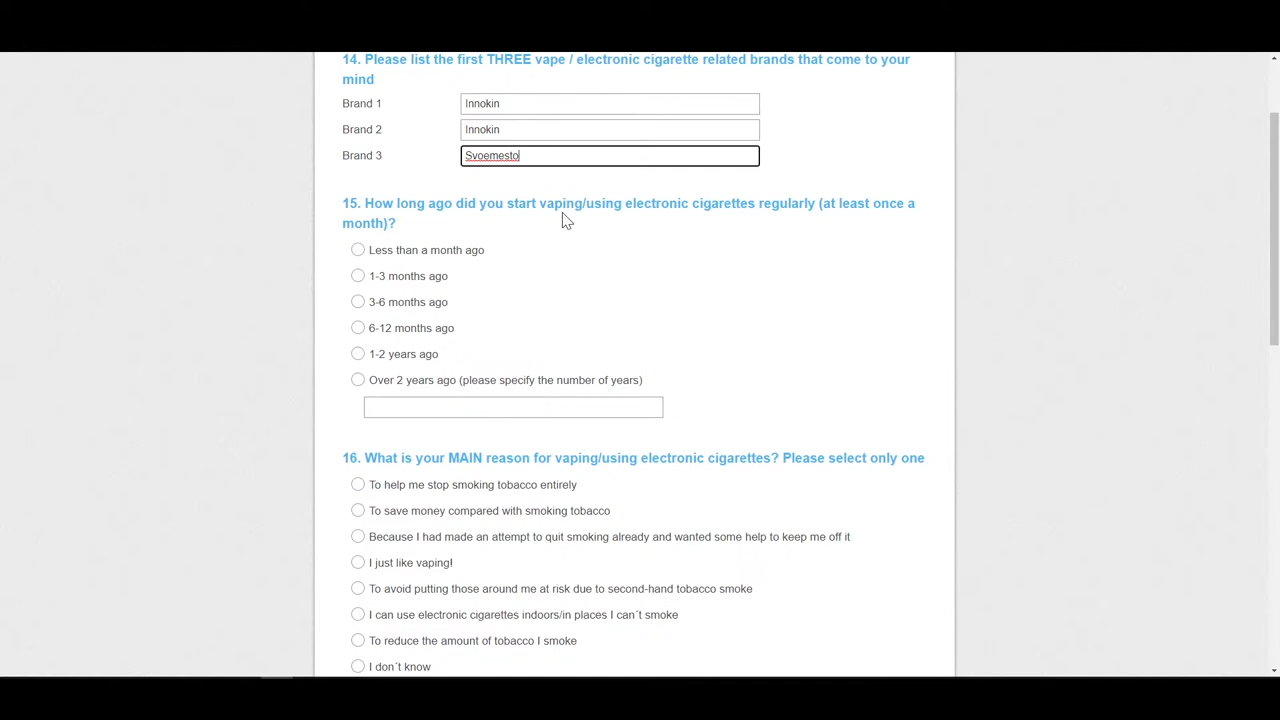 14. Please list the first THREE vape / electronic cigarette related brands that come to your
mind
Brand 1 Innokin
Brand 2 Innokin
Brand 3 Svoemesto
15. How long ago did you start vaping/using electronic cigarettes regularly (at least once a
month)?
Less than a month ago
1-3 months ago
3-6 months ago
6-12 months ago
1-2 years ago
Over 2 years ago (please specify the number of years)
16. What is your MAIN reason for vaping/using electronic cigarettes? Please select only one
To help me stop smoking tobacco entirely
To save money compared with smoking tobacco
Because I had made an attempt to quit smoking already and wanted some help to keep me off it
I just like vaping!
To avoid putting those around me at risk due to second-hand tobacco smoke
I can use electronic cigarettes indoors/in places I can´t smoke
To reduce the amount of tobacco I smoke
I don´t know